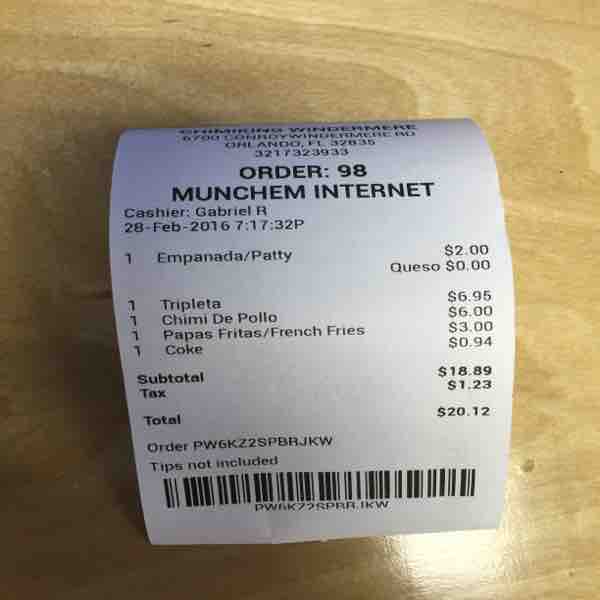 CHIMIKING WINDERMERE
6700 CONROYWINDERMERE RD
ORLANDO, FL 32835
3217323933
ORDER: 98
MUNCHEM INTERNET
Cashier: Gabriel R
28-Feb-2016 7:17:32P
1 Empanada/Patty $2.00
Queso $0.00
1 Tripleta $6.95
1 Chimi De Pollo $6.00
1 Papas Fritas/French Fries $3.00
1 Coke $0.94
Subtotal $18.89
Tax $1.23
Total $20.12
Order PW6KZ2SPBRJKW
Tips not included
PW6KZ2SPBRJKW